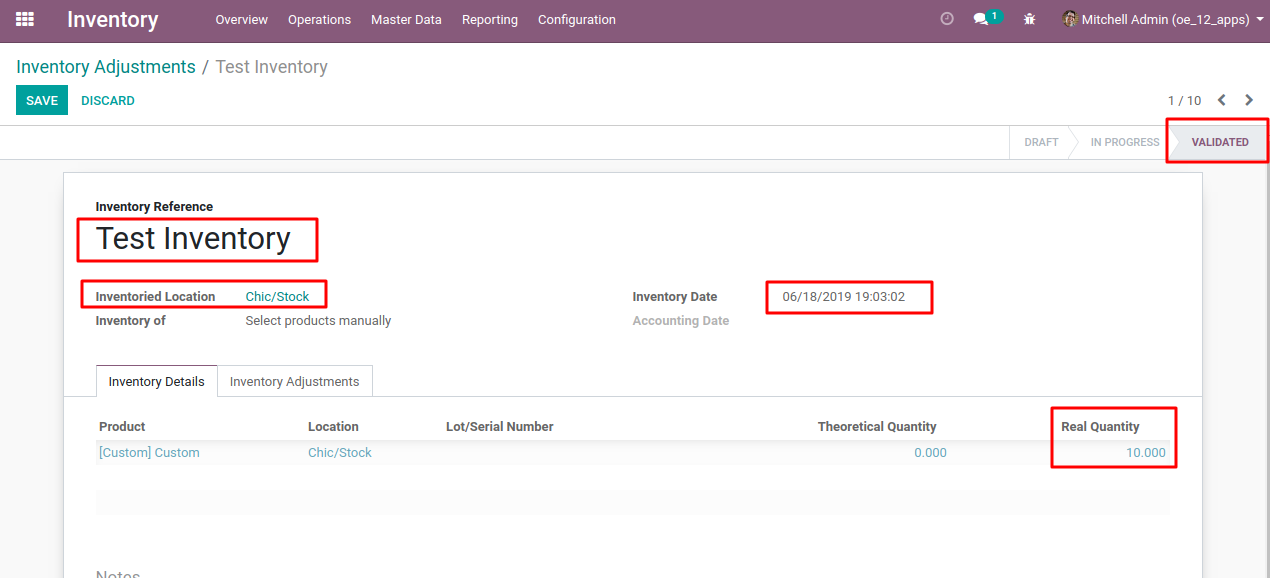 Inventory Overview Operations Master Data Reporting Configuration 1 Mitchell Admin (oe_12_apps)
Inventory Adjustments / Test Inventory
SAVE DISCARD 1 / 10
DRAFT IN PROGRESS VALIDATED
Inventory Reference
Test Inventory
Inventoried Location Chic/Stock Inventory Date 06/18/2019 19:03:02
Inventory of Select products manually Accounting Date
Inventory Details Inventory Adjustments
Product Location Lot/Serial Number Theoretical Quantity Real Quantity
[Custom] Custom Chic/Stock 0.000 10.000
Notes